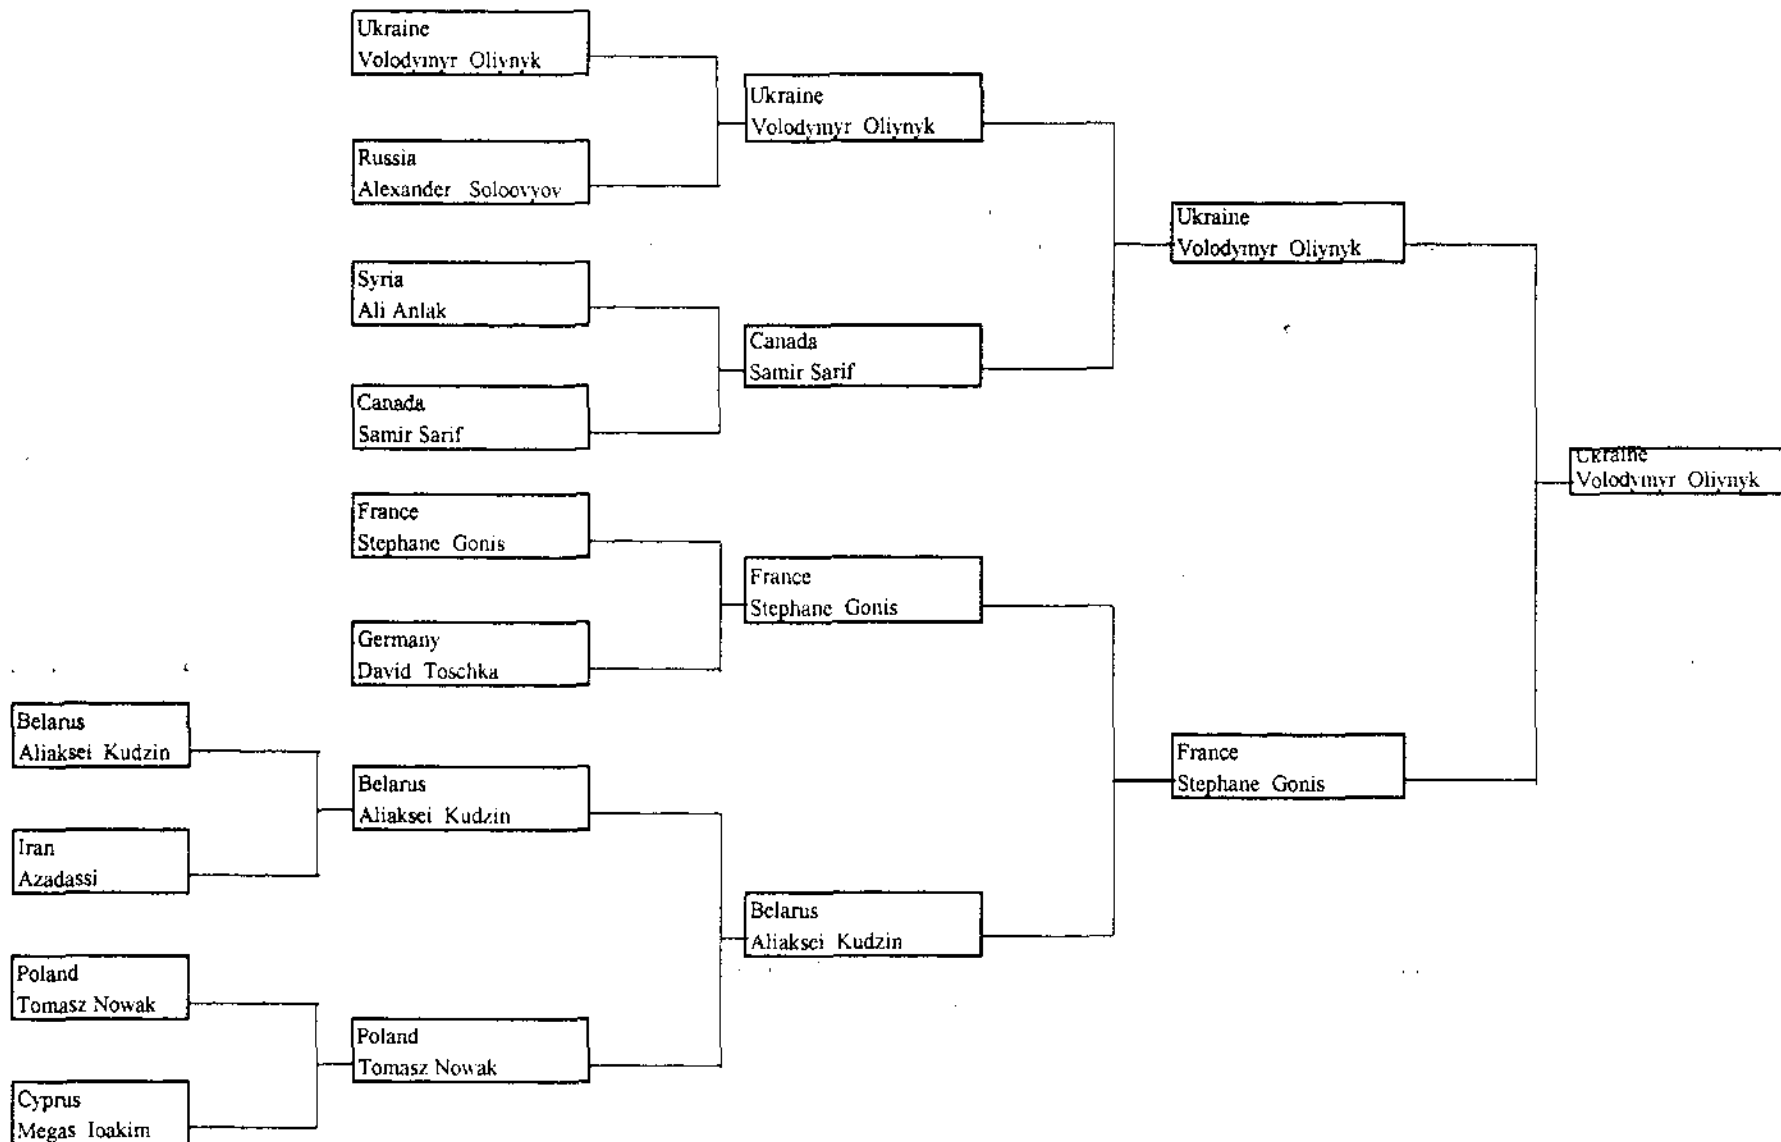 Ukraine
Volodymyr Oliynyk
Russia
Alexander Soloovyov
Syria
Ali Anlak
Canada
Samir Sarif
France
Stephane Gonis
Germany
David Toschka
Belarus
Aliaksei Kudzin
Iran
Azadassi
Poland
Tomasz Nowak
Cyprus
Megas Ioakim
Belarus
Aliaksei Kudzin
Poland
Tomasz Nowak
Ukraine
Volodymyr Oliynyk
Canada
Samir Sarif
France
Stephane Gonis
Belarus
Aliaksei Kudzin
Ukraine
Volodymyr Oliynyk
France
Stephane Gonis
Ukraine
Volodymyr Oliynyk